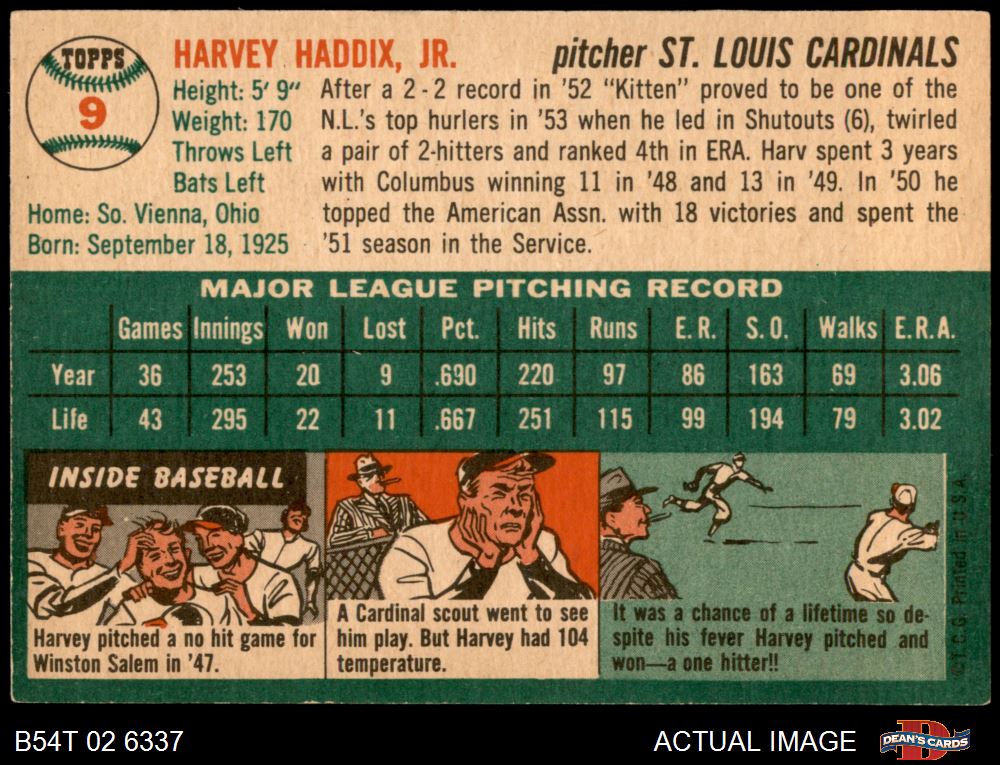 TOPPS
9
HARVEY HADDIX, JR.
pitcher ST. LOUIS CARDINALS
Height: 5' 9"
Weight: 170
Throws Left
Bats Left
Home: So. Vienna, Ohio
Born: September 18, 1925
After a 2-2 record in '52 "Kitten" proved to be one of the
N.L.'s top hurlers in '53 when he led in Shutouts (6), twirled
a pair of 2-hitters and ranked 4th in ERA. Harv spent 3 years
with Columbus winning 11 in '48 and 13 in '49. In '50 he
topped the American Assn. with 18 victories and spent the
'51 season in the Service.
MAJOR LEAGUE PITCHING RECORD
Games Innings Won Lost Pct. Hits Runs E.R. S.O. Walks E.R.A.
Year 36 253 20 9 .690 220 97 86 163 69 3.06
Life 43 295 22 11 .667 251 115 99 194 79 3.02
INSIDE BASEBALL
Harvey pitched a no hit game for
Winston Salem in '47.
A Cardinal scout went to see
him play. But Harvey had 104
temperature.
It was a chance of a lifetime so de-
spite his fever Harvey pitched and
won—a one hitter!!
©T.C.G. Printed in U.S.A.
B54T 02 6337
ACTUAL IMAGE
DEAN'S CARDS